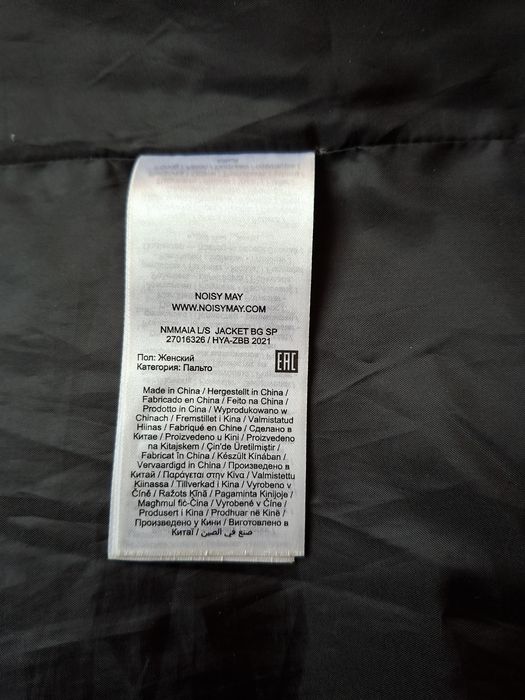 NOISY MAY
WWW.NOISYMAY.COM
NMMAIA L/S JACKET BG SP
27016326 / HYA-ZBB 2021
Пол: Женский
Категория: Пальто
EAC
Made in China / Hergestellt in China /
Fabricado en China / Feito na China /
Prodotto in Cina / Wyprodukowano w
Chinach / Fremstillet i Kina / Valmistatud
Hiinas / Fabriqué en Chine / Сделано в
Китае / Proizvedeno u Kini / Proizvedeno
na Kitajskem / Çin'de Üretilmiştir /
Fabricat în China / Készült Kínában /
Vervaardigd in China / Произведено в
Китай / Παράγεται στην Κίνα / Valmistettu
Kiinassa / Tillverkad i Kina / Vyrobeno v
Číně / Ražots Ķīnā / Pagaminta Kinijoje /
Maghmul fiċ-Ċina / Vyrobené v Číne /
Produsert i Kina / Prodhuar në Kinë /
Произведено у Кини / Виготовлено в
Китаї / صنع في الصين